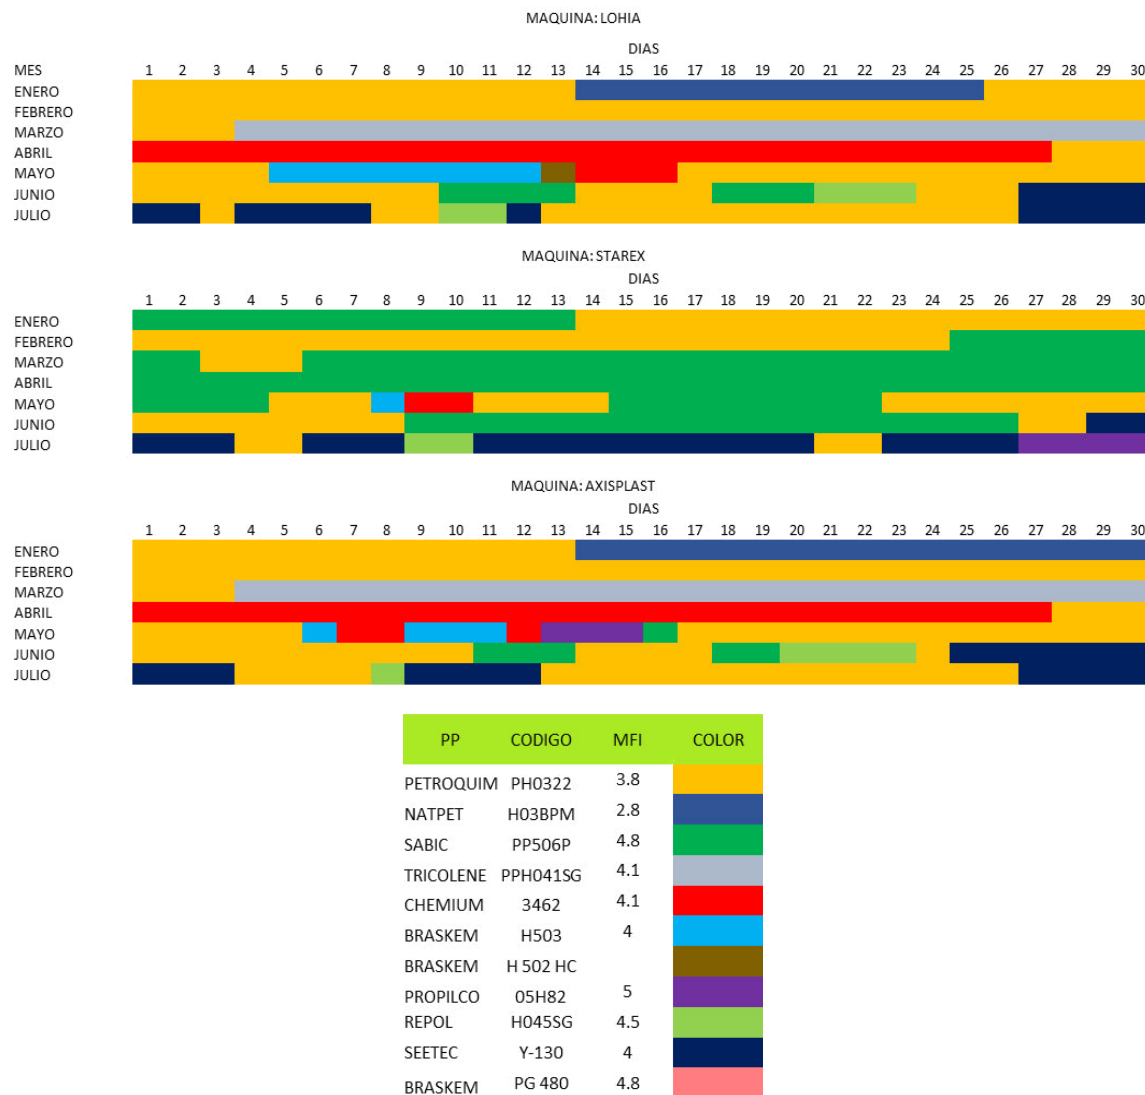 MAQUINA: LOHIA
DIAS
MES 1 2 3 4 5 6 7 8 9 10 11 12 13 14 15 16 17 18 19 20 21 22 23 24 25 26 27 28 29 30
ENERO
FEBRERO
MARZO
ABRIL
MAYO
JUNIO
JULIO
MAQUINA: STAREX
DIAS
1 2 3 4 5 6 7 8 9 10 11 12 13 14 15 16 17 18 19 20 21 22 23 24 25 26 27 28 29 30
ENERO
FEBRERO
MARZO
ABRIL
MAYO
JUNIO
JULIO
MAQUINA: AXISPLAST
DIAS
1 2 3 4 5 6 7 8 9 10 11 12 13 14 15 16 17 18 19 20 21 22 23 24 25 26 27 28 29 30
ENERO
FEBRERO
MARZO
ABRIL
MAYO
JUNIO
JULIO
PP CODIGO MFI COLOR
PETROQUIM PH0322 3.8
NATPET H03BPM 2.8
SABIC PP506P 4.8
TRICOLENE PPH041SG 4.1
CHEMIUM 3462 4.1
BRASKEM H503 4
BRASKEM H 502 HC
PROPILCO 05H82 5
REPOL H045SG 4.5
SEETEC Y-130 4
BRASKEM PG 480 4.8